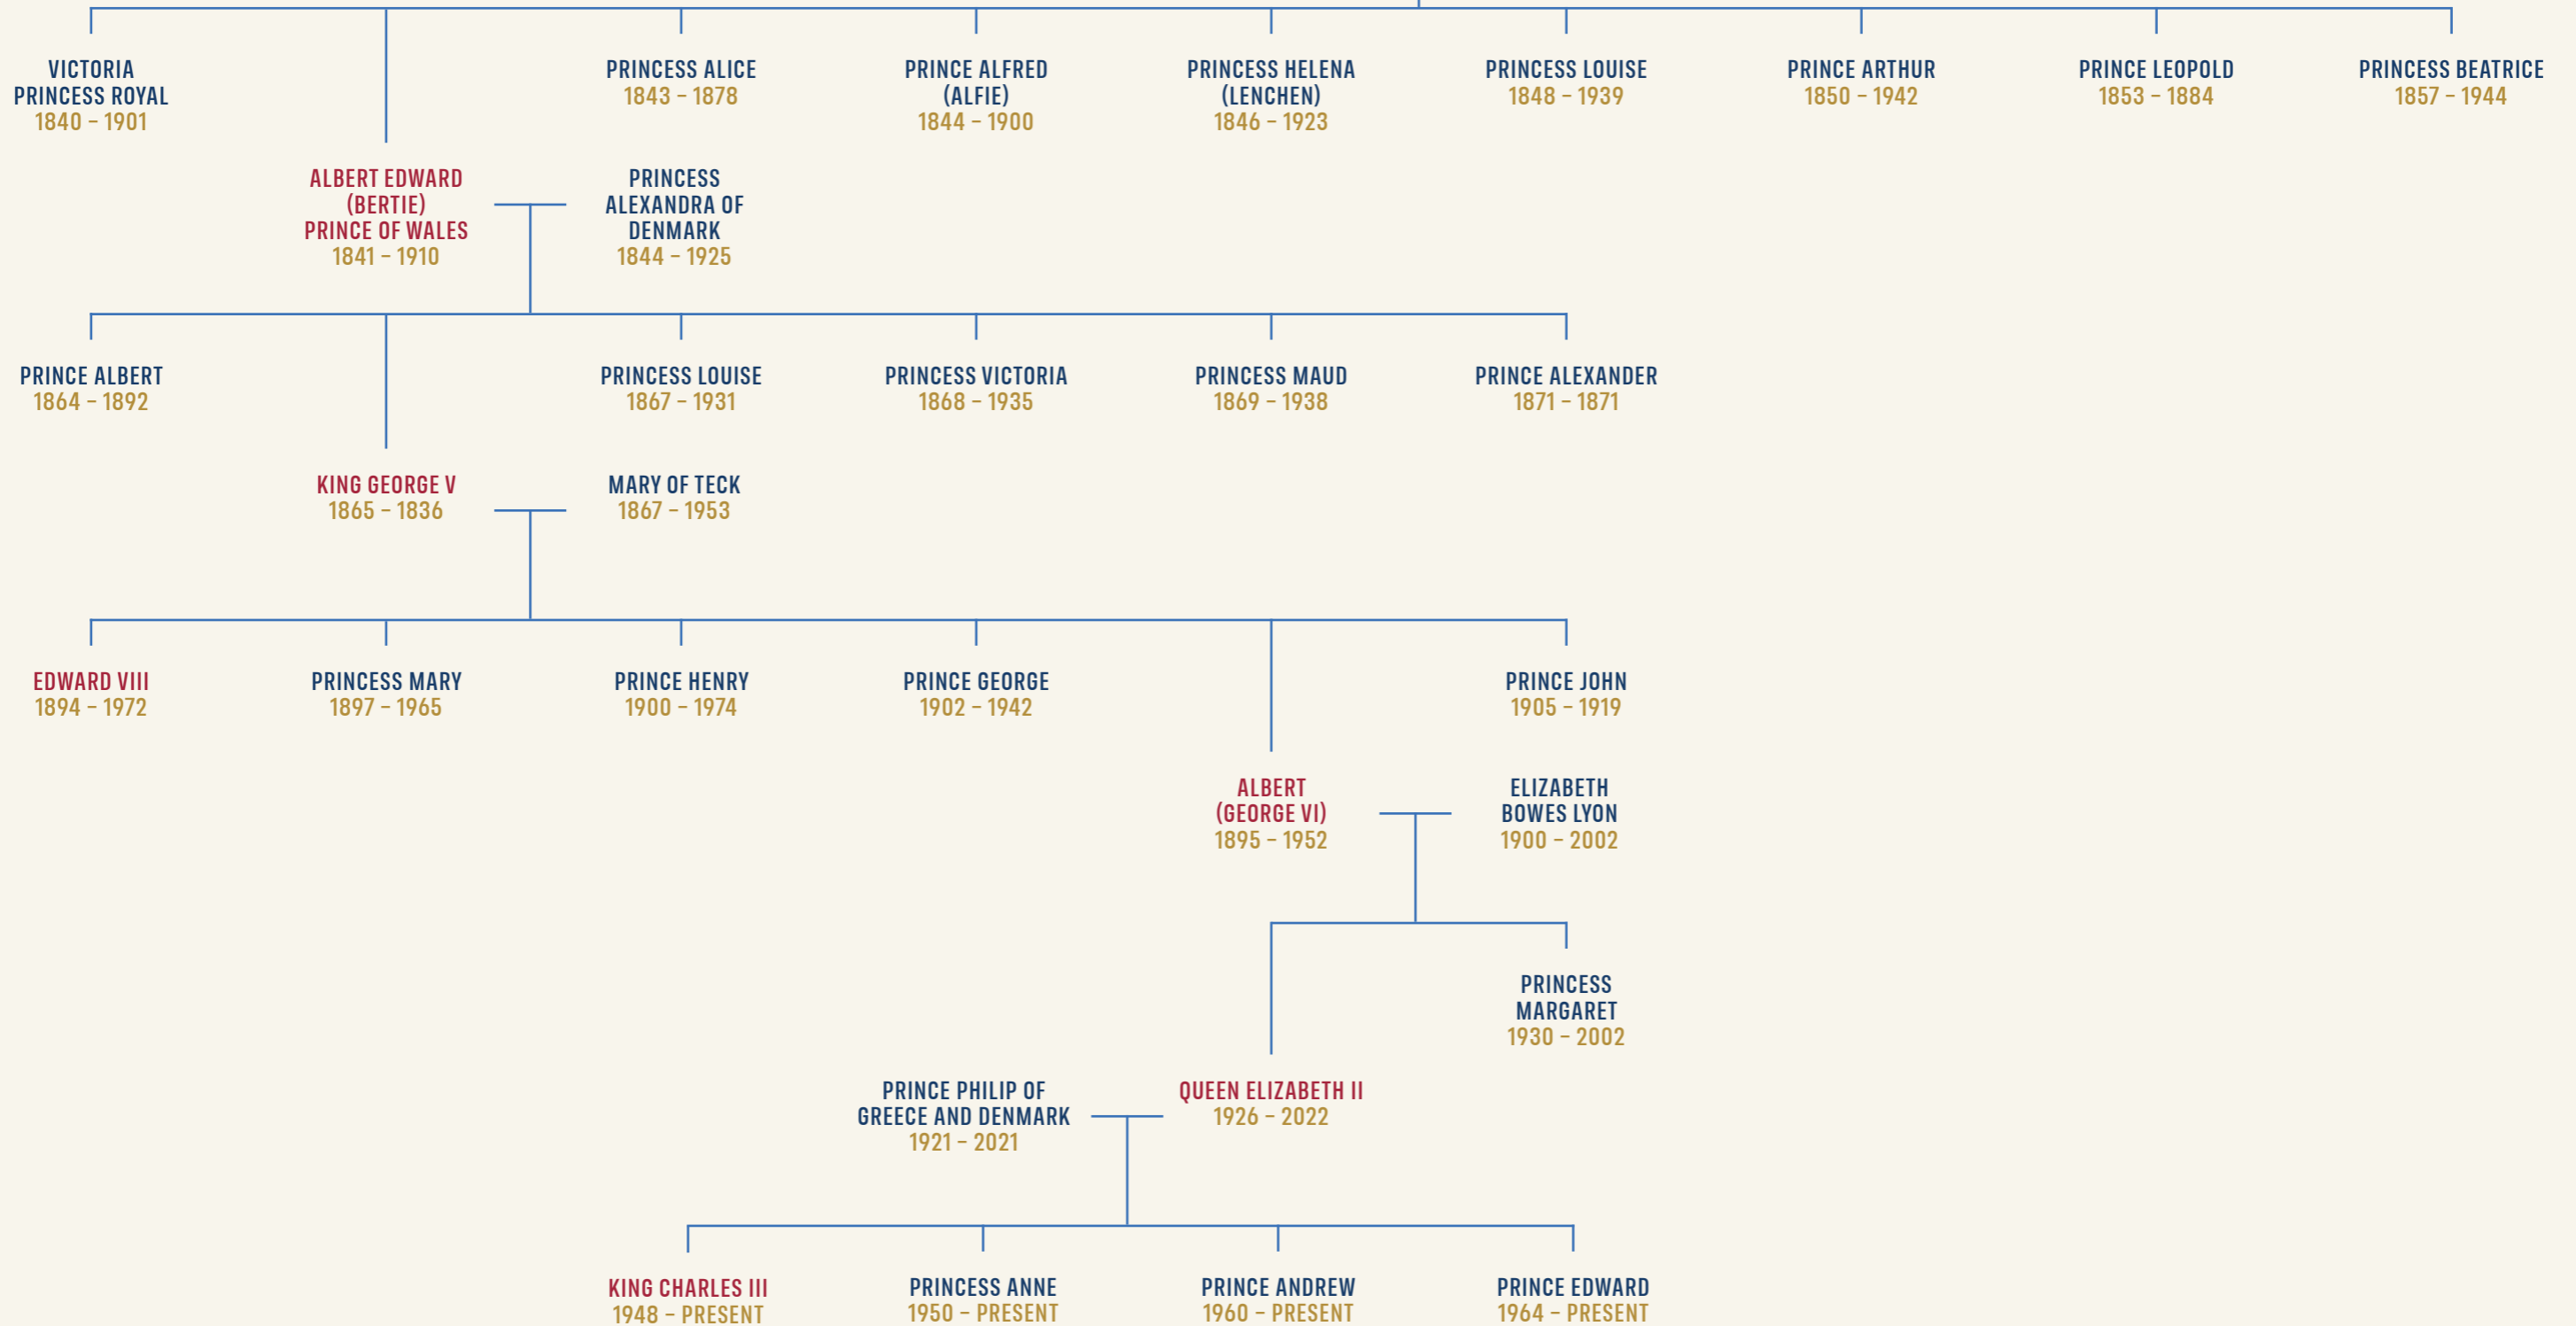 VICTORIA
PRINCESS ROYAL
1840 – 1901
PRINCESS ALICE
1843 – 1878
PRINCE ALFRED
(ALFIE)
1844 – 1900
PRINCESS HELENA
(LENCHEN)
1846 – 1923
PRINCESS LOUISE
1848 – 1939
PRINCE ARTHUR
1850 – 1942
PRINCE LEOPOLD
1853 – 1884
PRINCESS BEATRICE
1857 – 1944
ALBERT EDWARD
(BERTIE)
PRINCE OF WALES
1841 – 1910
PRINCESS
ALEXANDRA OF
DENMARK
1844 – 1925
PRINCE ALBERT
1864 – 1892
PRINCESS LOUISE
1867 – 1931
PRINCESS VICTORIA
1868 – 1935
PRINCESS MAUD
1869 – 1938
PRINCE ALEXANDER
1871 – 1871
KING GEORGE V
1865 – 1836
MARY OF TECK
1867 – 1953
EDWARD VIII
1894 – 1972
PRINCESS MARY
1897 – 1965
PRINCE HENRY
1900 – 1974
PRINCE GEORGE
1902 – 1942
PRINCE JOHN
1905 – 1919
ALBERT
(GEORGE VI)
1895 – 1952
ELIZABETH
BOWES LYON
1900 – 2002
PRINCESS
MARGARET
1930 – 2002
PRINCE PHILIP OF
GREECE AND DENMARK
1921 – 2021
QUEEN ELIZABETH II
1926 – 2022
KING CHARLES III
1948 – PRESENT
PRINCESS ANNE
1950 – PRESENT
PRINCE ANDREW
1960 – PRESENT
PRINCE EDWARD
1964 – PRESENT